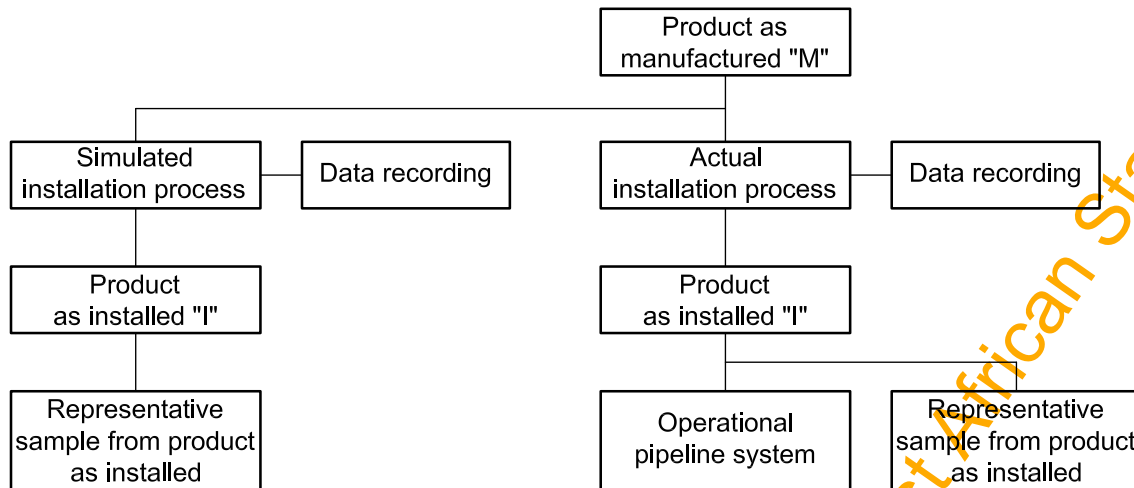 Product as
manufactured "M"
Simulated
installation process
Data recording
Actual
installation process
Data recording
Product
as installed "I"
Product
as installed "I"
Representative
sample from product
as installed
Operational
pipeline system
Representative
sample from product
as installed
African